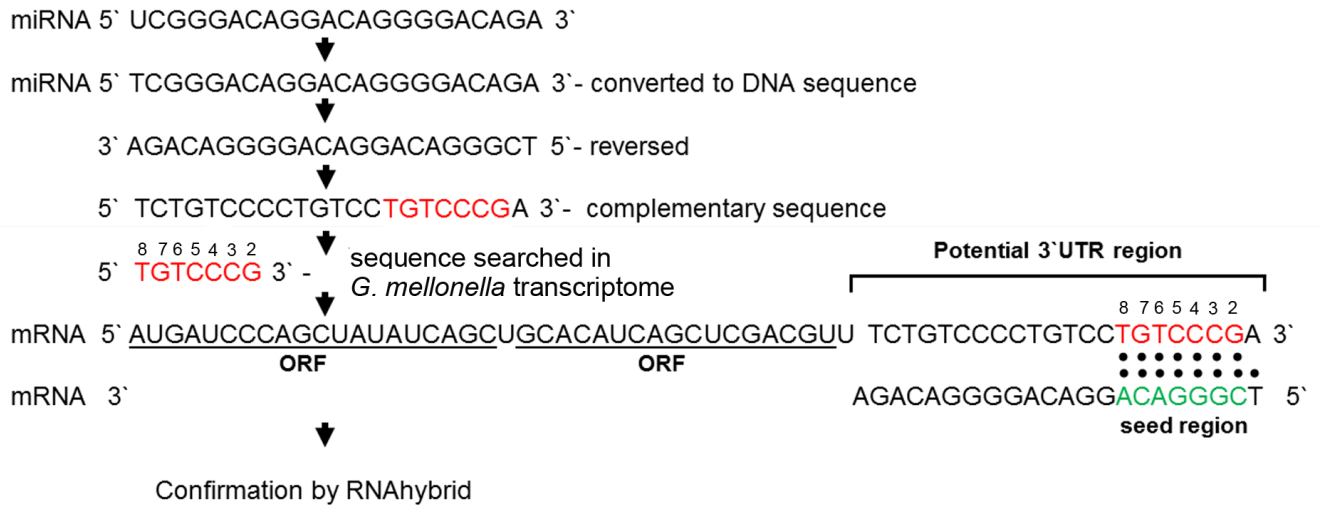 miRNA 5` UCGGGACAGGACAGGGGACAGA 3`
miRNA 5` TCGGGACAGGACAGGGGACAGA 3`- converted to DNA sequence
3` AGACAGGGGACAGGACAGGGCT 5`- reversed
5` TCTGTCCCCTGTCCTGTCCCGA 3`- complementary sequence
8 7 6 5 4 3 2
5` TGTCCCG 3` -
sequence searched in
G. mellonella transcriptome
Potential 3`UTR region
8 7 6 5 4 3 2
mRNA 5` AUGAUCCCAGCUAUAUCAGCUGCACAUCAGCUCGACGUU TCTGTCCCCTGTCCTGTCCCGA 3`
ORF ORF
mRNA 3` AGACAGGGGACAGGACAGGGCT 5`
seed region
Confirmation by RNAhybrid